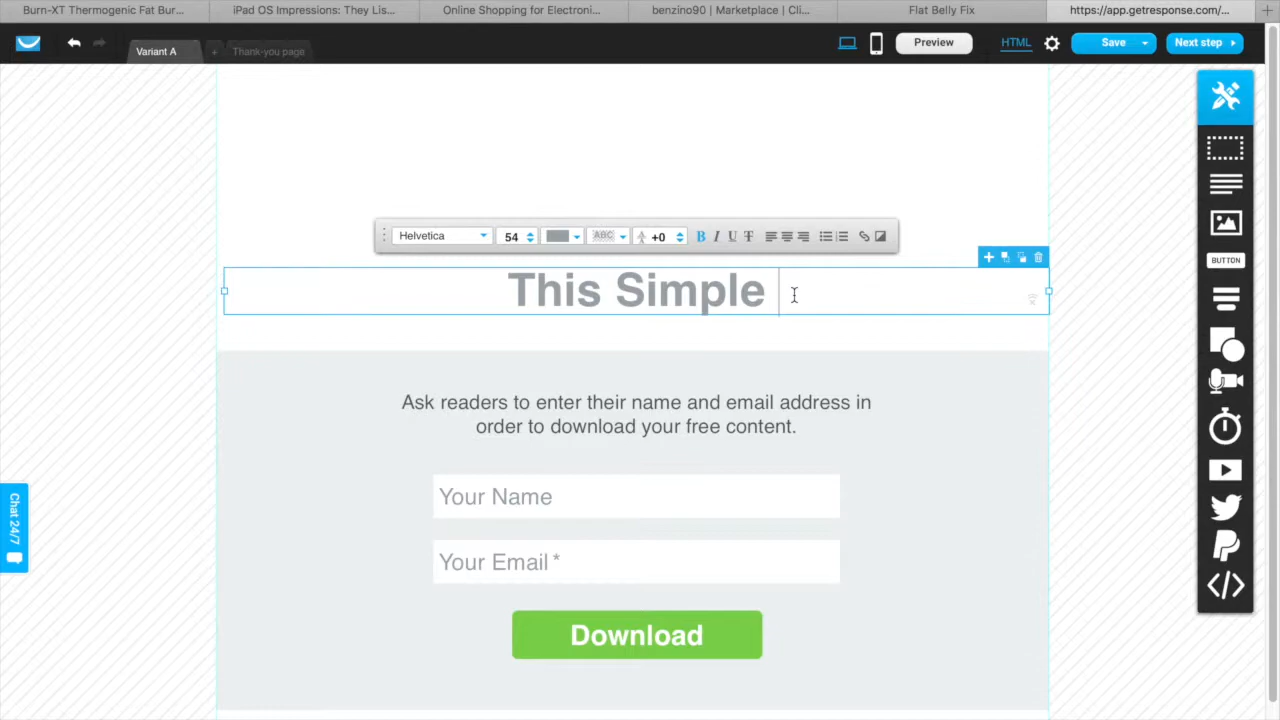 Burn-XT Thermogenic Fat Bur... iPad OS Impressions: They Lis... Online Shopping for Electroni... benzino90 | Marketplace | Cli... Flat Belly Fix https://app.getresponse.com/...
Variant A + Thank-you page Preview HTML Save Next step
Helvetica 54 ABC +0 B I U T
This Simple
BUTTON
Ask readers to enter their name and email address in
order to download your free content.
Your Name
Chat 24/7
Your Email *
Download